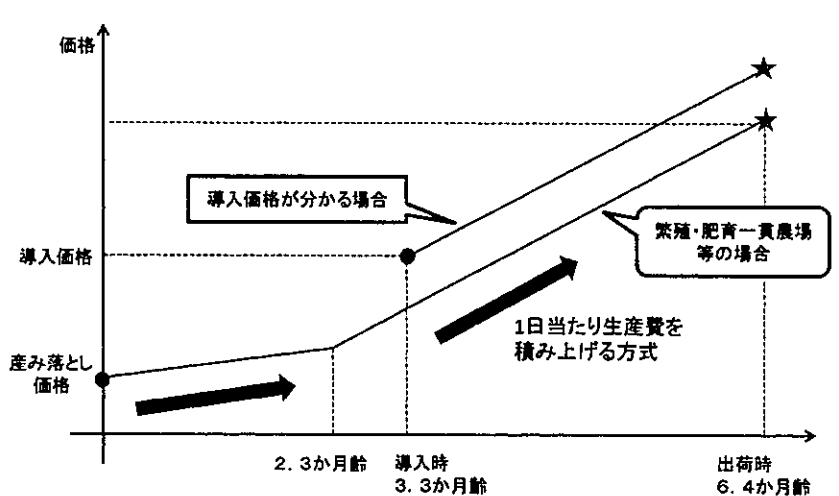 価格
導入価格が分かる場合
繁殖・肥育一貫農場
等の場合
導入価格
1日当たり生産費を
積み上げる方式
産み落とし
価格
2．3か月齢
導入時
3．3か月齢
出荷時
6．4か月齢